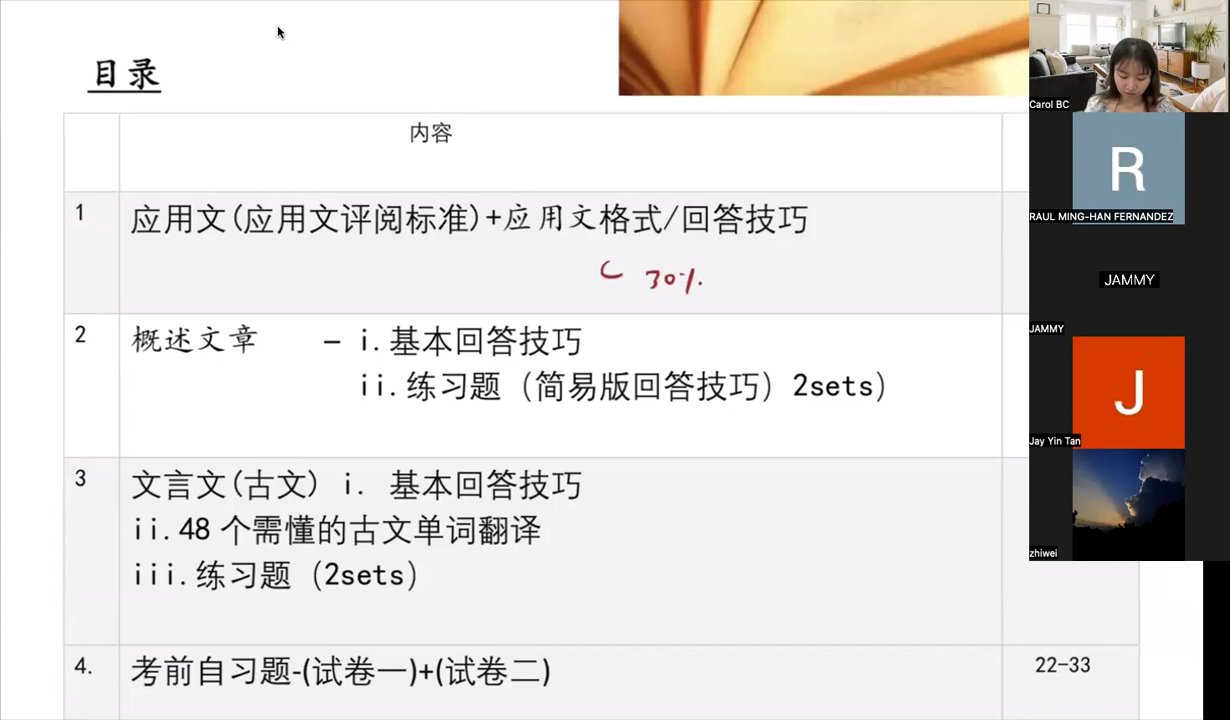 目录
内容
1
应用文(应用文评阅标准)+应用文格式/回答技巧
30%
2
概述文章 — i.基本回答技巧
ii.练习题（简易版回答技巧）2sets）
3
文言文(古文) i. 基本回答技巧
ii.48 个需懂的古文单词翻译
iii.练习题（2sets）
4.
考前自习题-(试卷一)+(试卷二)
22-33
Carol BC
R
RAUL MING-HAN FERNANDEZ
JAMMY
JAMMY
J
Jay Yin Tan
zhiwei